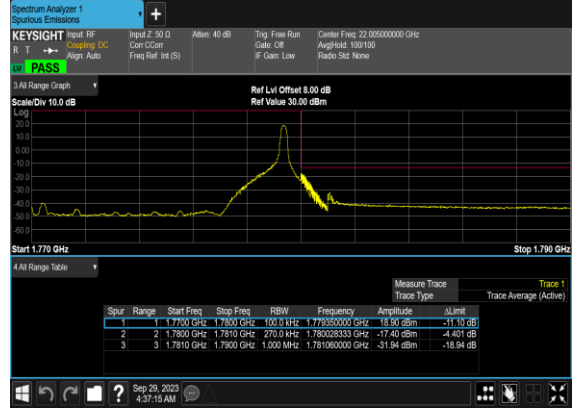 Spectrum Analyzer 1
Spurious Emissions
KEYSIGHT Input: RF Input Z: 50 Ω Atten: 40 dB Trig: Free Run Center Freq: 22.005000000 GHz
R T Coupling: DC Corr CCorr Gate: Off Avg|Hold: 100/100
Align: Auto Freq Ref: Int (S) IF Gain: Low Radio Std: None
PASS
3 All Range Graph
Ref Lvl Offset 8.00 dB
Scale/Div 10.0 dB Ref Value 30.00 dBm
Log
20.0
10.0
0.00
-10.0
-20.0
-30.0
-40.0
-50.0
-60.0
Start 1.770 GHz Stop 1.790 GHz
4 All Range Table
Measure Trace Trace 1
Trace Type Trace Average (Active)
Spur Range Start Freq Stop Freq RBW Frequency Amplitude ΔLimit
1 1 1.7700 GHz 1.7800 GHz 100.0 kHz 1.779350000 GHz 18.90 dBm -11.10 dB
2 2 1.7800 GHz 1.7810 GHz 270.0 kHz 1.780028333 GHz -17.40 dBm -4.401 dB
3 3 1.7810 GHz 1.7900 GHz 1.000 MHz 1.781060000 GHz -31.94 dBm -18.94 dB
Sep 29, 2023
4:37:15 AM